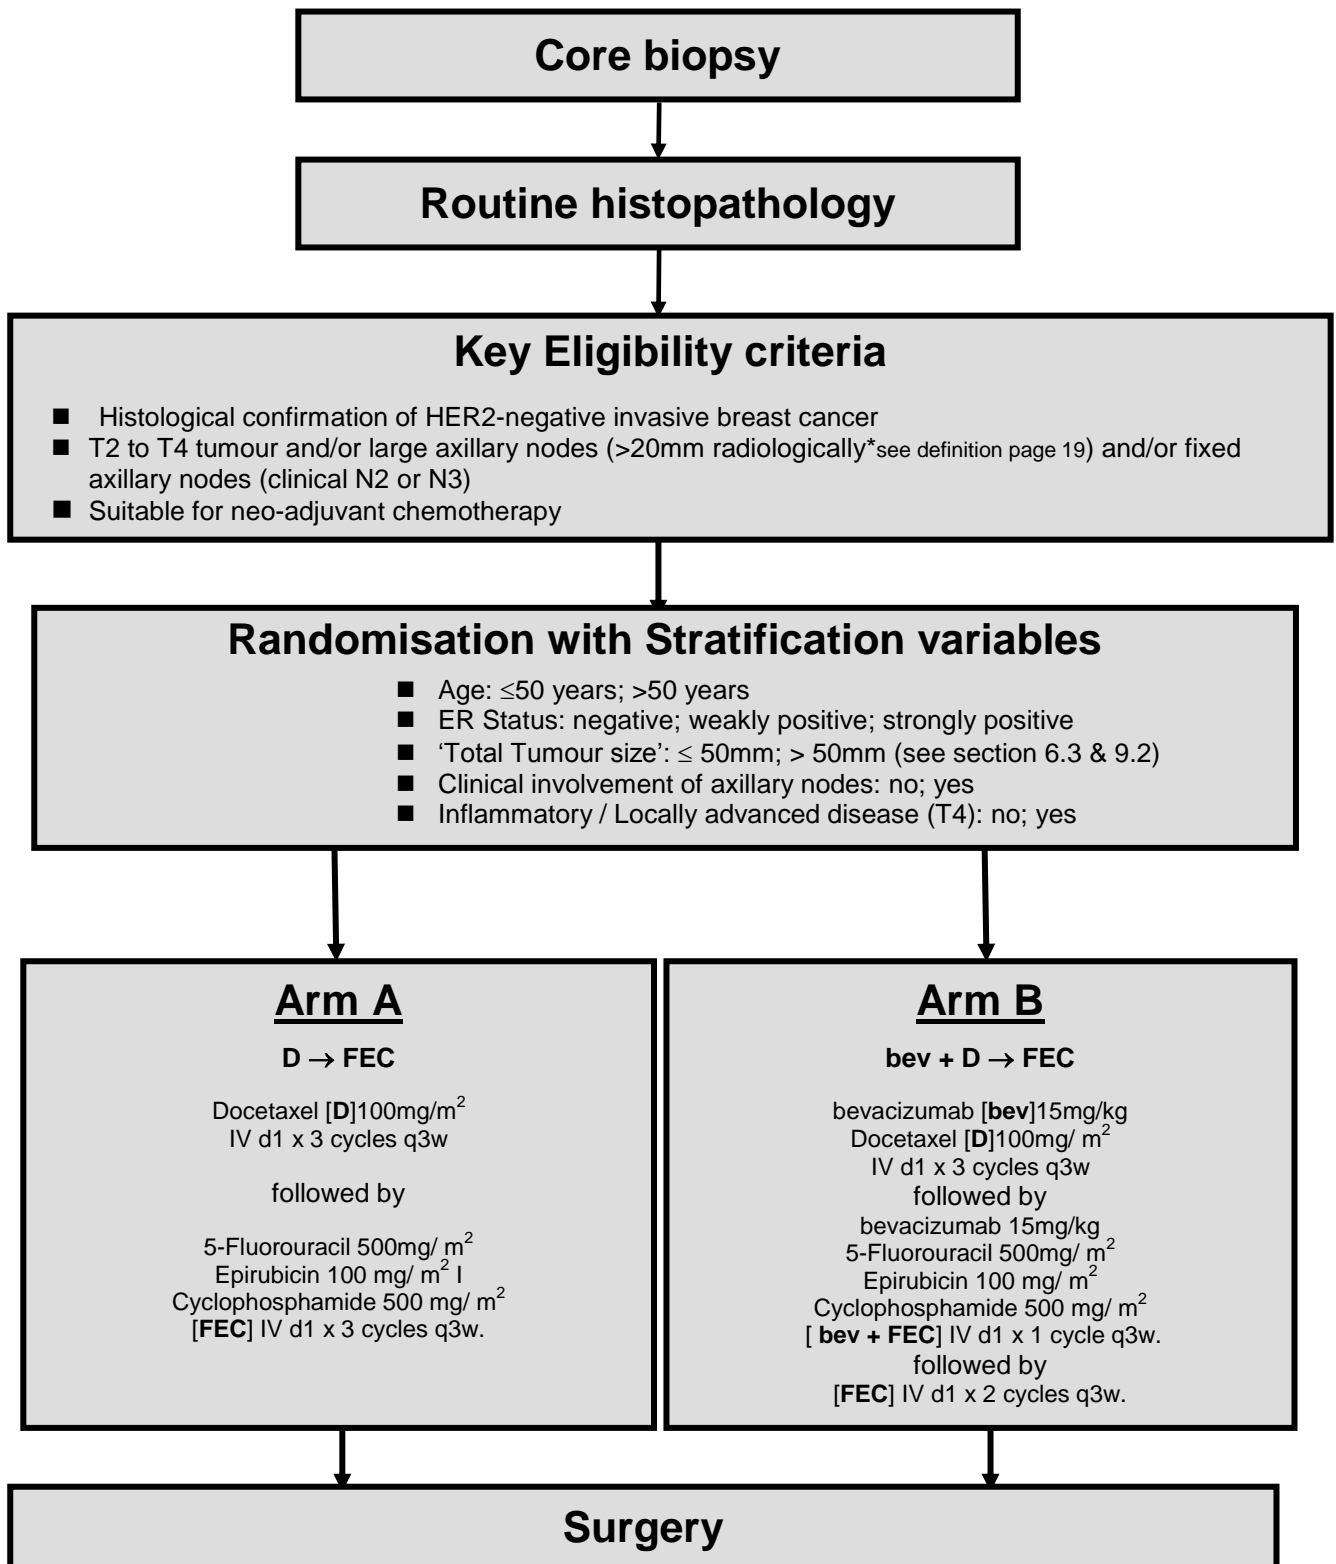 Core biopsy
Routine histopathology
Key Eligibility criteria
■ Histological confirmation of HER2-negative invasive breast cancer
■ T2 to T4 tumour and/or large axillary nodes (>20mm radiologically*see definition page 19) and/or fixed
axillary nodes (clinical N2 or N3)
■ Suitable for neo-adjuvant chemotherapy
Randomisation with Stratification variables
■ Age: ≤50 years; >50 years
■ ER Status: negative; weakly positive; strongly positive
■ ‘Total Tumour size’: ≤ 50mm; > 50mm (see section 6.3 & 9.2)
■ Clinical involvement of axillary nodes: no; yes
■ Inflammatory / Locally advanced disease (T4): no; yes
Arm A
D → FEC
Docetaxel [D]100mg/m²
IV d1 x 3 cycles q3w
followed by
5-Fluorouracil 500mg/ m²
Epirubicin 100 mg/ m² I
Cyclophosphamide 500 mg/ m²
[FEC] IV d1 x 3 cycles q3w.
Arm B
bev + D → FEC
bevacizumab [bev]15mg/kg
Docetaxel [D]100mg/ m²
IV d1 x 3 cycles q3w
followed by
bevacizumab 15mg/kg
5-Fluorouracil 500mg/ m²
Epirubicin 100 mg/ m²
Cyclophosphamide 500 mg/ m²
[ bev + FEC] IV d1 x 1 cycle q3w.
followed by
[FEC] IV d1 x 2 cycles q3w.
Surgery